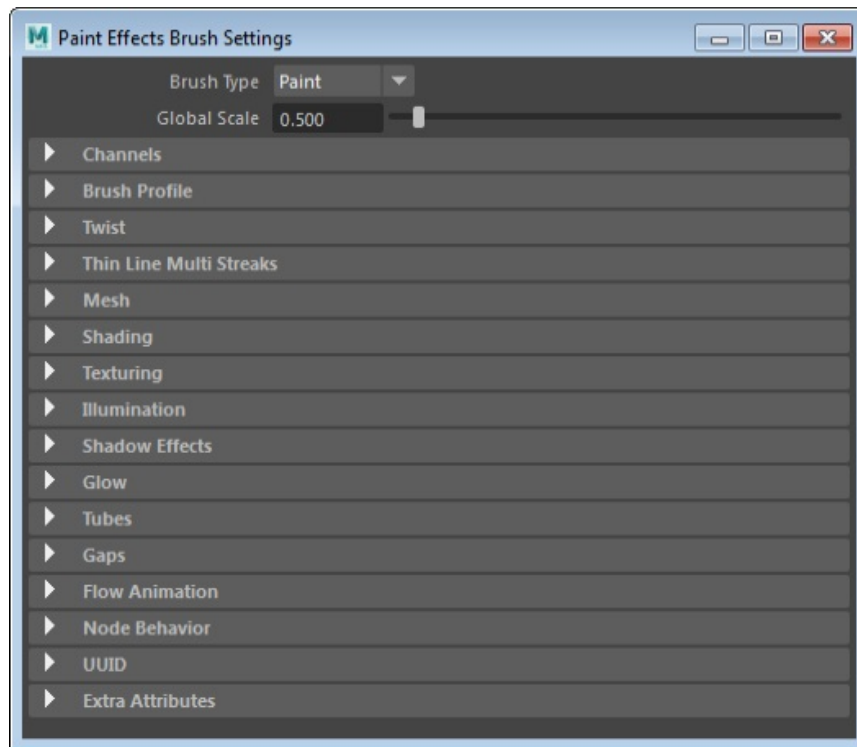 Paint Effects Brush Settings
Brush Type Paint
Global Scale 0.500
Channels
Brush Profile
Twist
Thin Line Multi Streaks
Mesh
Shading
Texturing
Illumination
Shadow Effects
Glow
Tubes
Gaps
Flow Animation
Node Behavior
UUID
Extra Attributes